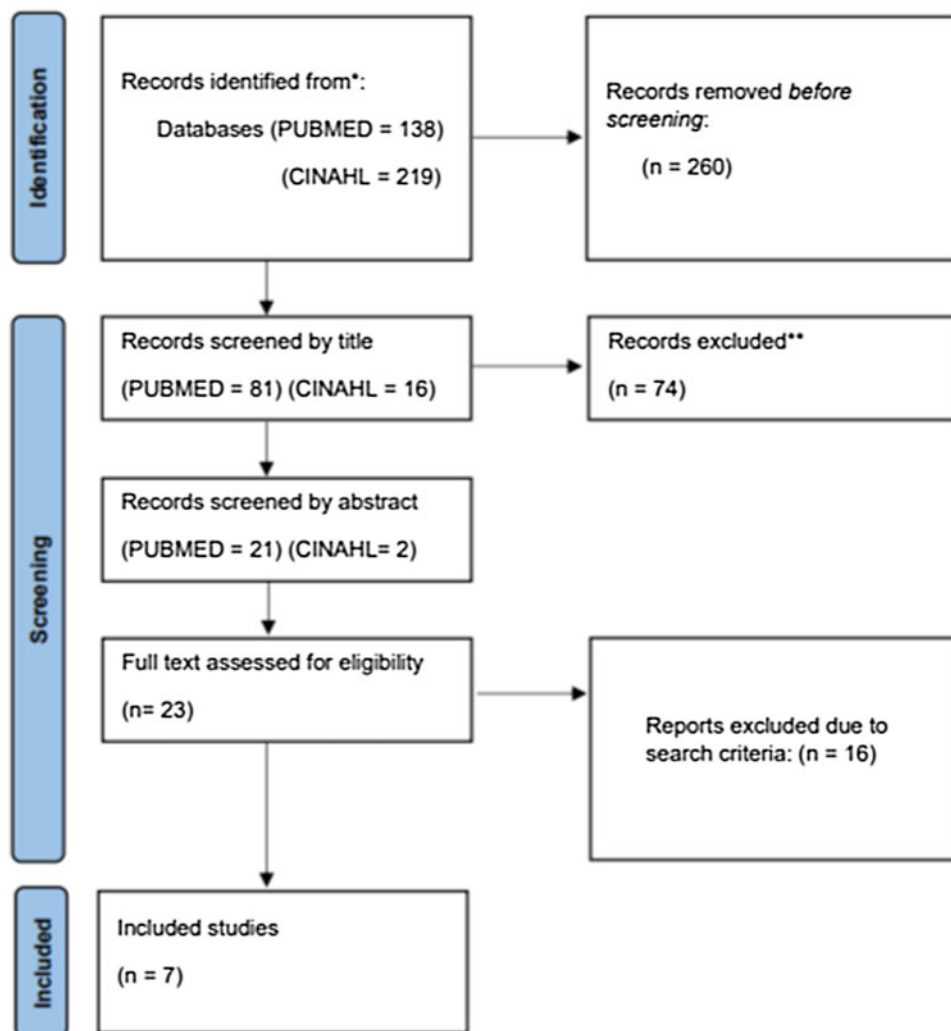 Identification
Records identified from*:
Databases (PUBMED = 138)
(CINAHL = 219)
Records removed before
screening:
(n = 260)
Screening
Records screened by title
(PUBMED = 81) (CINAHL = 16)
Records excluded**
(n = 74)
Records screened by abstract
(PUBMED = 21) (CINAHL= 2)
Full text assessed for eligibility
(n= 23)
Reports excluded due to
search criteria: (n = 16)
Included
Included studies
(n = 7)